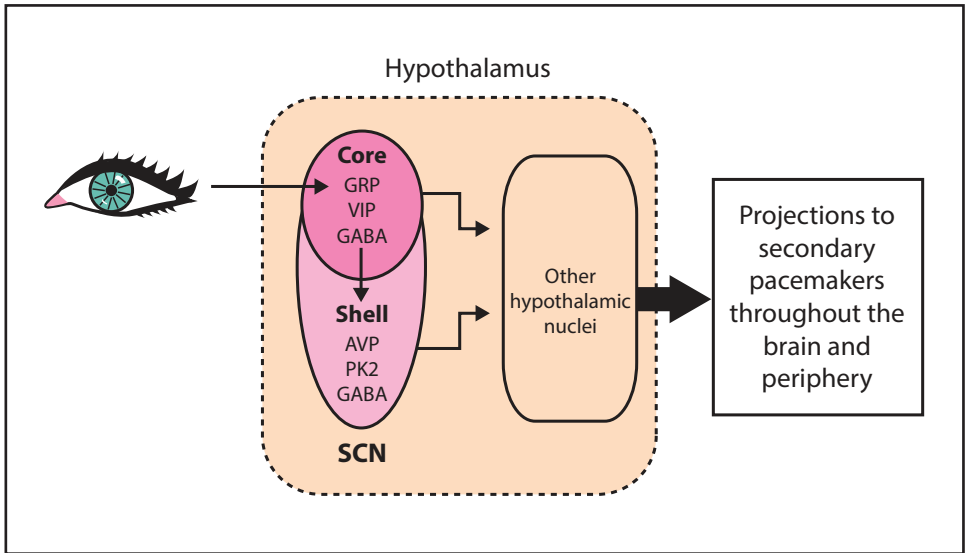 Hypothalamus
Core
GRP
VIP
GABA
Shell
AVP
PK2
GABA
SCN
Other
hypothalamic
nuclei
Projections to
secondary
pacemakers
throughout the
brain and
periphery